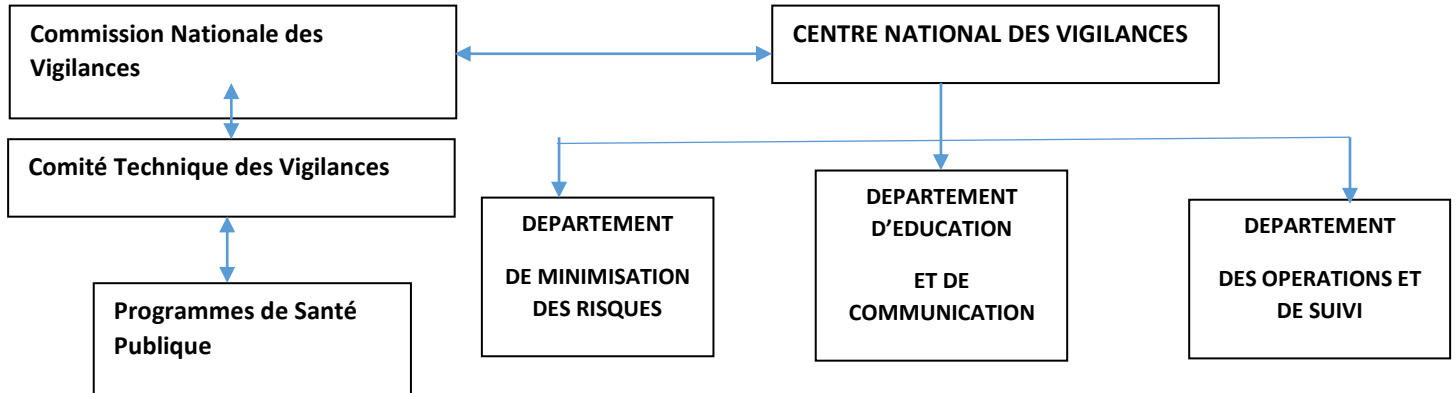 Commission Nationale des
Vigilances
CENTRE NATIONAL DES VIGILANCES
Comité Technique des Vigilances
Programmes de Santé
Publique
DEPARTEMENT
DE MINIMISATION
DES RISQUES
DEPARTEMENT
D’EDUCATION
ET DE
COMMUNICATION
DEPARTEMENT
DES OPERATIONS ET
DE SUIVI